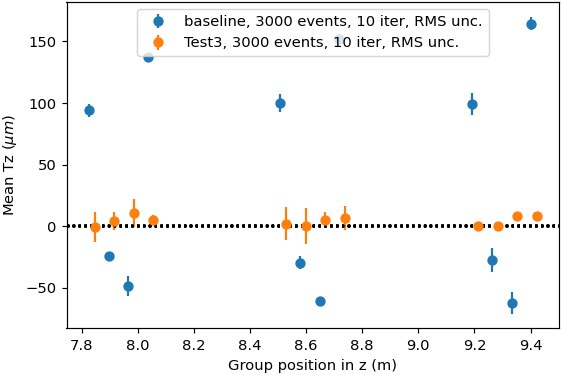 baseline, 3000 events, 10 iter, RMS unc.
Test3, 3000 events, 10 iter, RMS unc.
Mean Tz (μm)
150
100
50
0
−50
7.8 8.0 8.2 8.4 8.6 8.8 9.0 9.2 9.4
Group position in z (m)